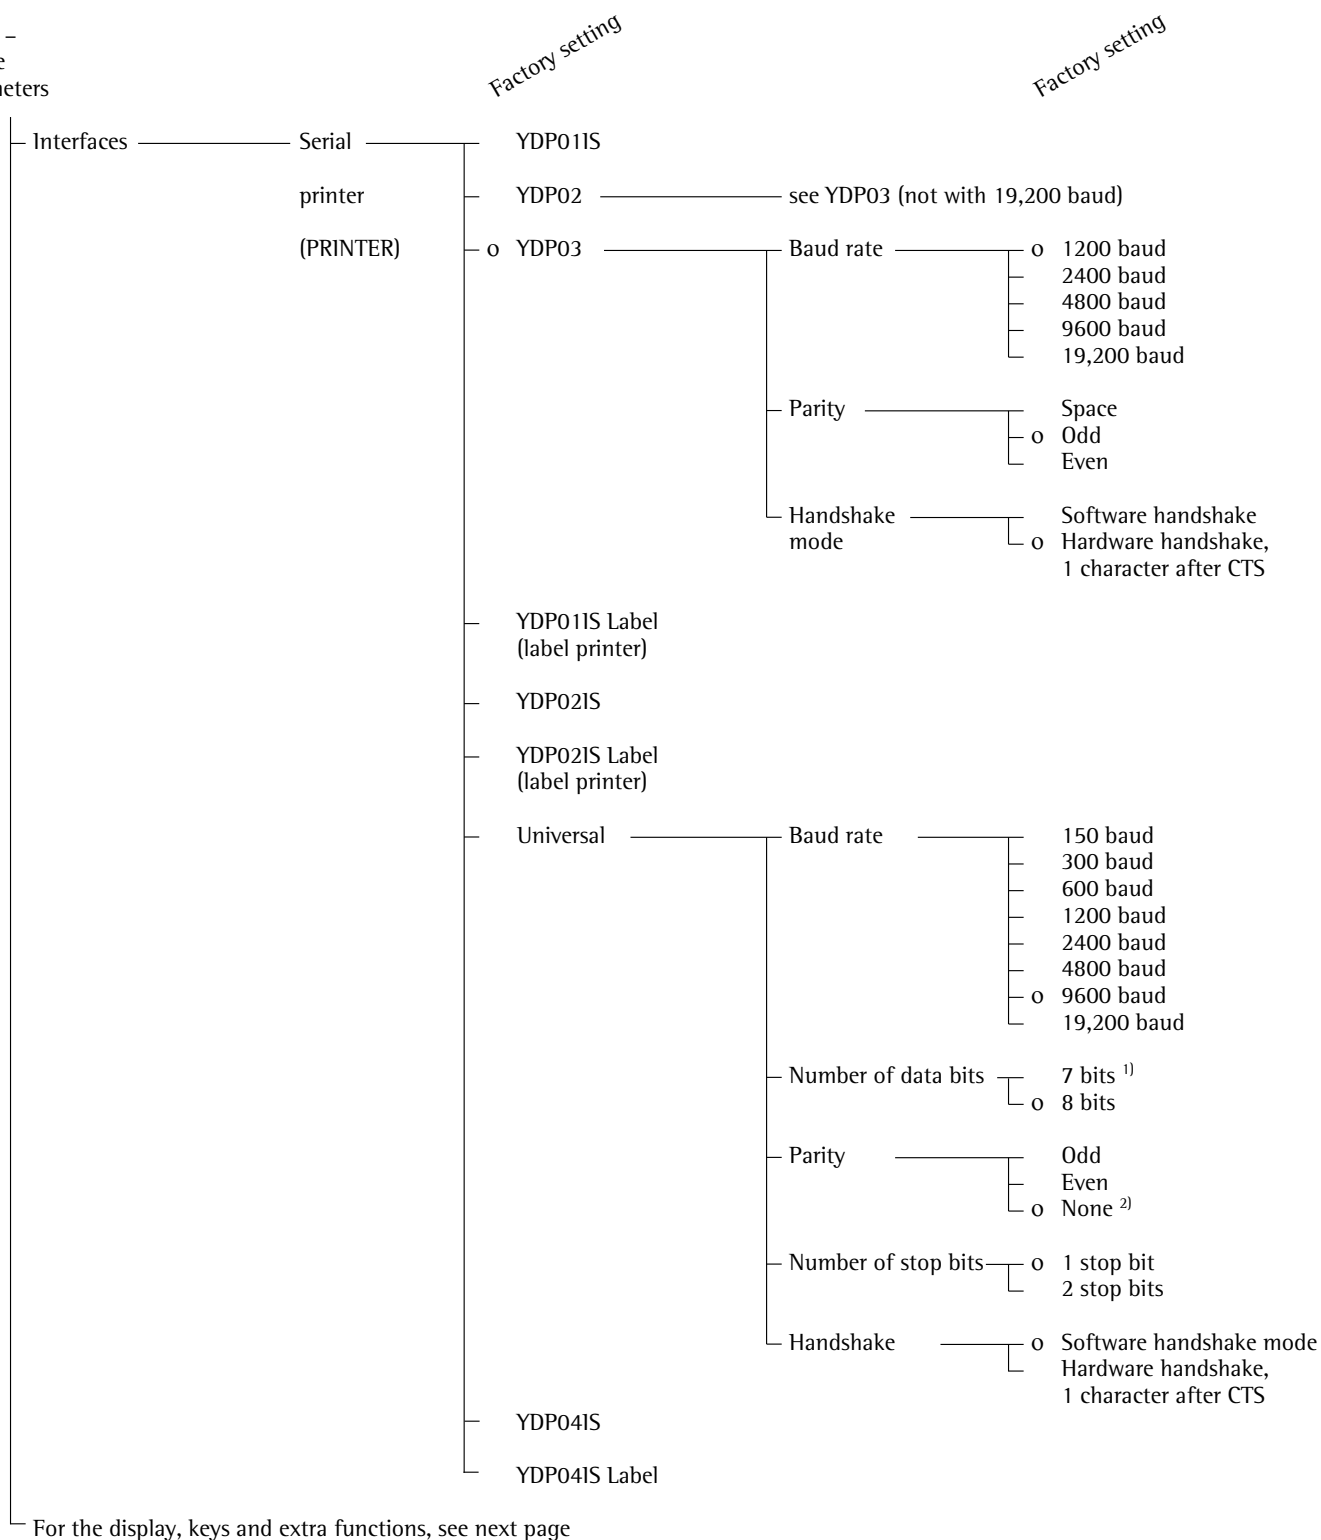 –
e
neters
Factory setting
Factory setting
Interfaces Serial YDP01IS
printer YDP02 see YDP03 (not with 19,200 baud)
(PRINTER) o YDP03 Baud rate o 1200 baud
2400 baud
4800 baud
9600 baud
19,200 baud
Parity Space
o Odd
Even
Handshake Software handshake
mode o Hardware handshake,
1 character after CTS
YDP01IS Label
(label printer)
YDP02IS
YDP02IS Label
(label printer)
Universal Baud rate 150 baud
300 baud
600 baud
1200 baud
2400 baud
4800 baud
o 9600 baud
19,200 baud
Number of data bits 7 bits 1)
o 8 bits
Parity Odd
Even
o None 2)
Number of stop bits o 1 stop bit
2 stop bits
Handshake o Software handshake mode
Hardware handshake,
1 character after CTS
YDP04IS
YDP04IS Label
For the display, keys and extra functions, see next page